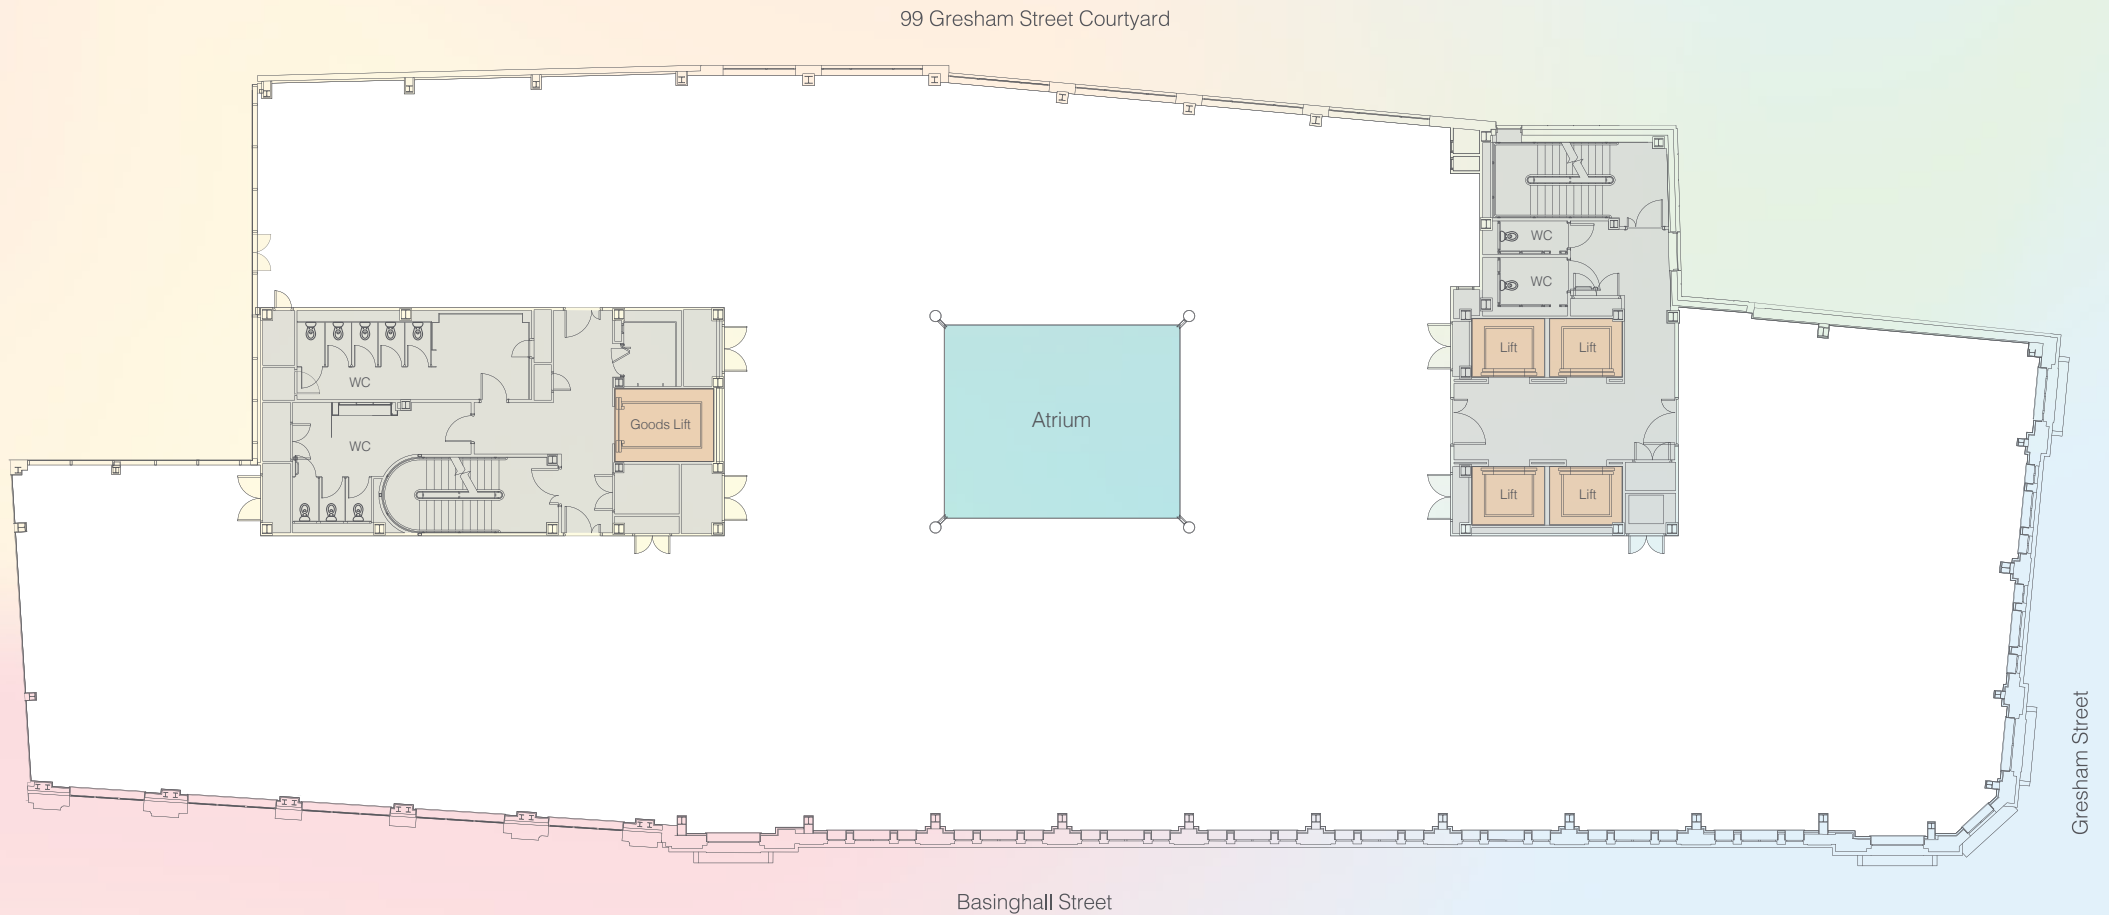 99 Gresham Street Courtyard
WC
WC
Lift
Lift
WC
Goods Lift
Atrium
WC
Lift
Lift
Gresham Street
Basinghall Street